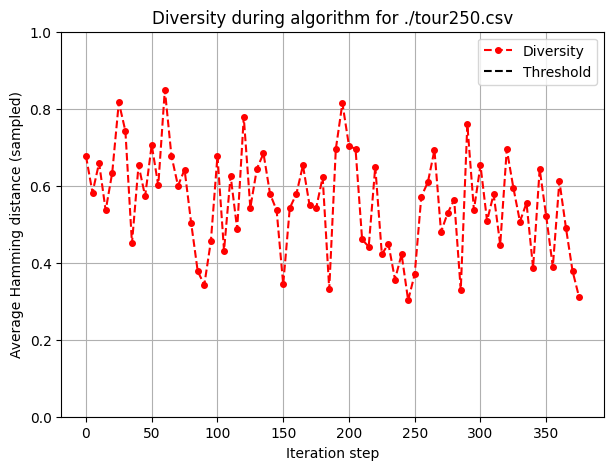 Diversity during algorithm for ./tour250.csv
Average Hamming distance (sampled)
1.0
0.8
0.6
0.4
0.2
0.0
Diversity
Threshold
0 50 100 150 200 250 300 350
Iteration step